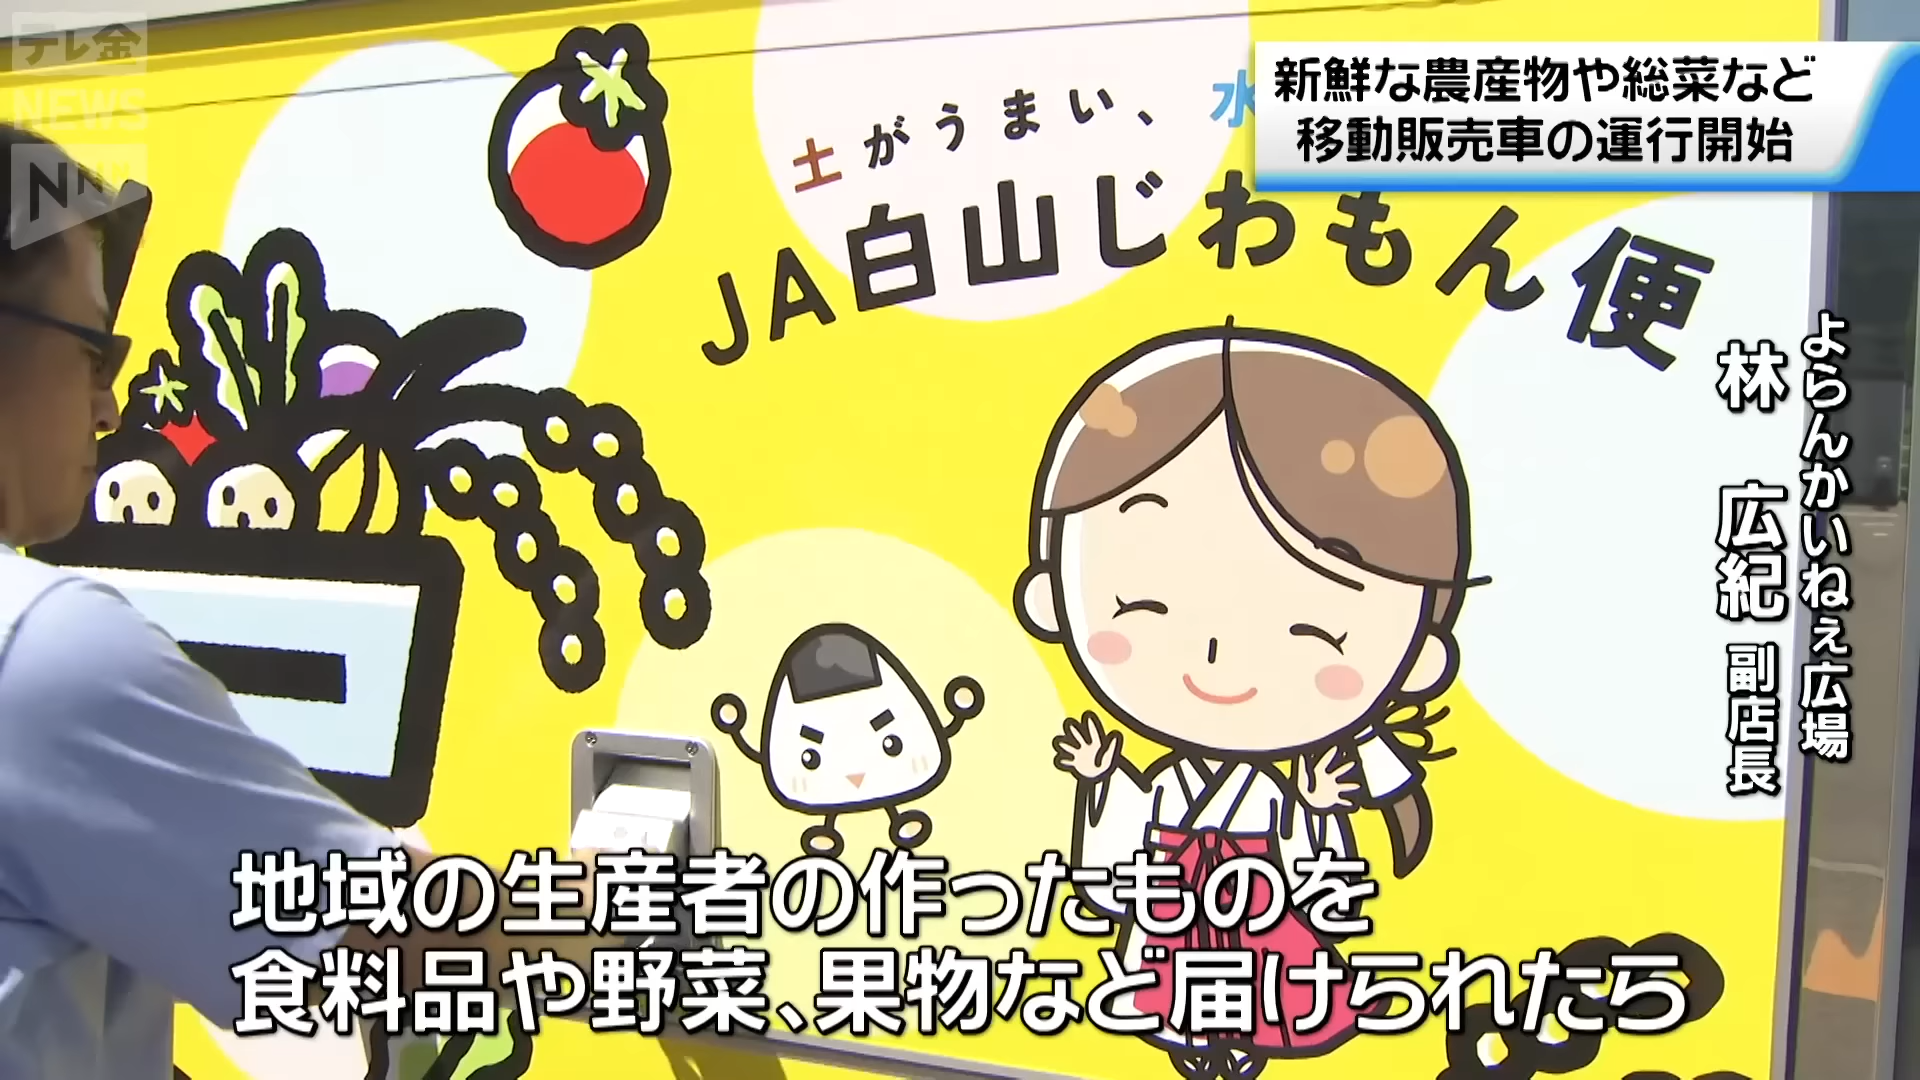 テレ金
NEWS
NNN
新鮮な農産物や総菜など
移動販売車の運行開始
土がうまい、水
JA白山じわもん便
よらんかいねぇ広場
林 広紀 副店長
地域の生産者の作ったものを
食料品や野菜、果物など届けられたら